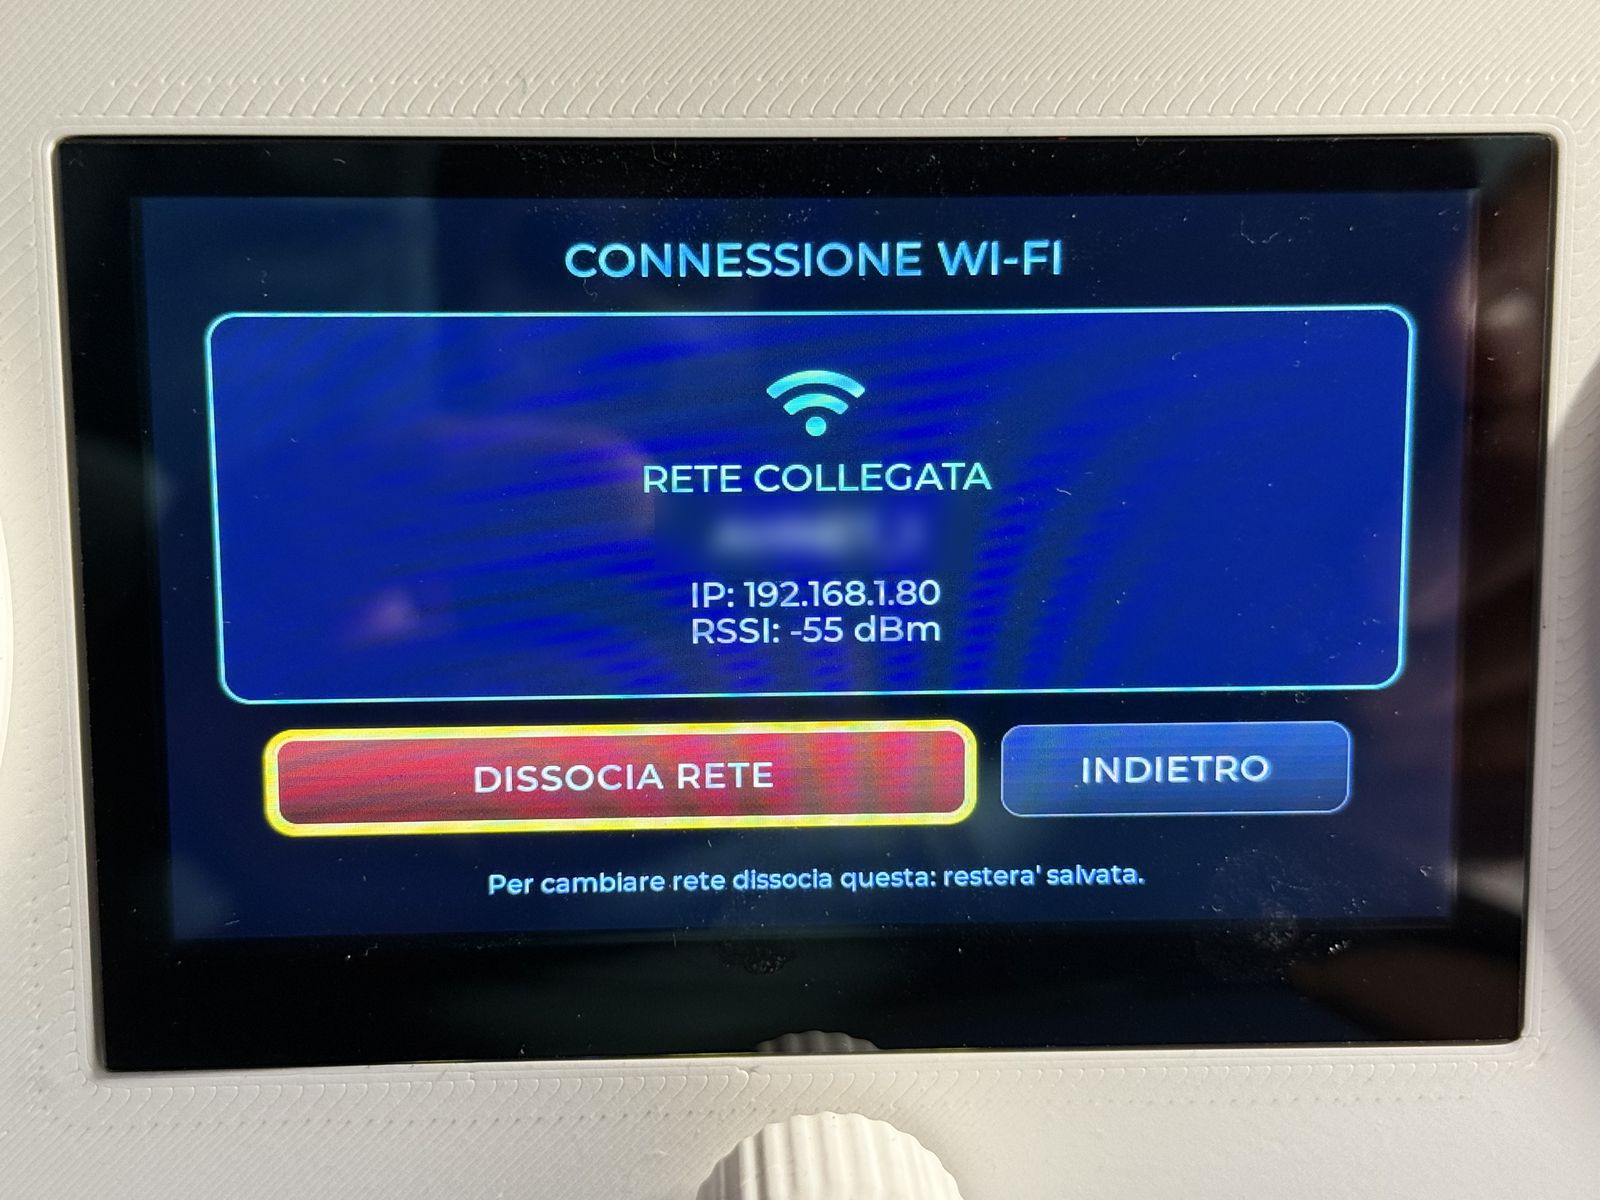 CONNESSIONE WI-FI
RETE COLLEGATA
IP: 192.168.1.80
RSSI: -55 dBm
DISSOCIA RETE
INDIETRO
Per cambiare rete dissocia questa: restera' salvata.